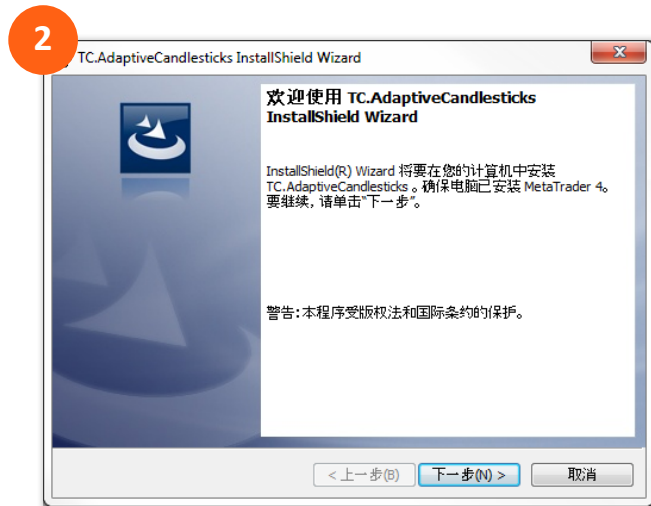 2
TC.AdaptiveCandlesticks InstallShield Wizard
欢迎使用 TC.AdaptiveCandlesticks
InstallShield Wizard
InstallShield(R) Wizard 将要在您的计算机中安装
TC.AdaptiveCandlesticks。确保电脑已安装 MetaTrader 4。
要继续, 请单击“下一步”。
警告:本程序受版权法和国际条约的保护。
< 上一步(B) 下一步(N) > 取消